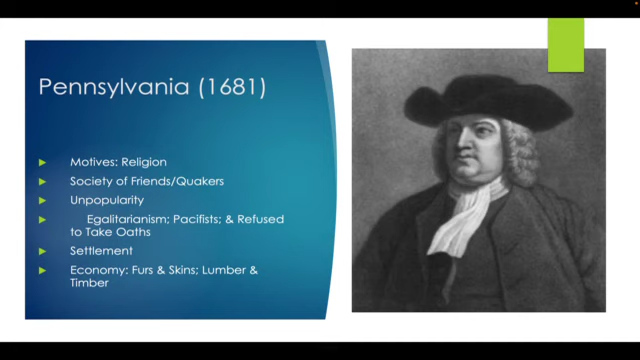 Pennsylvania (1681)
Motives: Religion
Society of Friends/Quakers
Unpopularity
Egalitarianism; Pacifists; & Refused
to Take Oaths
Settlement
Economy: Furs & Skins; Lumber &
Timber